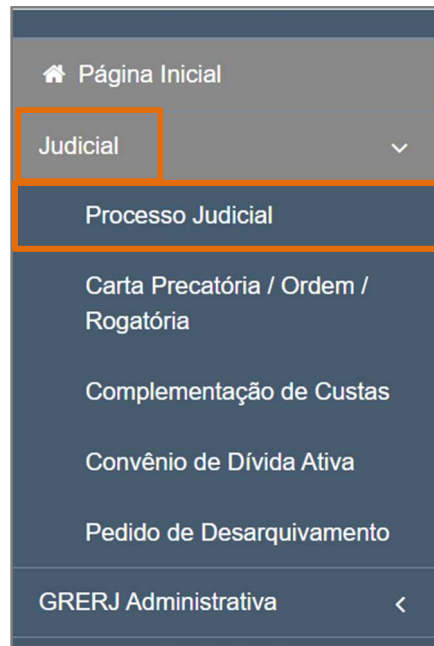 Página Inicial
Judicial
Processo Judicial
Carta Precatória / Ordem /
Rogatória
Complementação de Custas
Convênio de Dívida Ativa
Pedido de Desarquivamento
GRERJ Administrativa